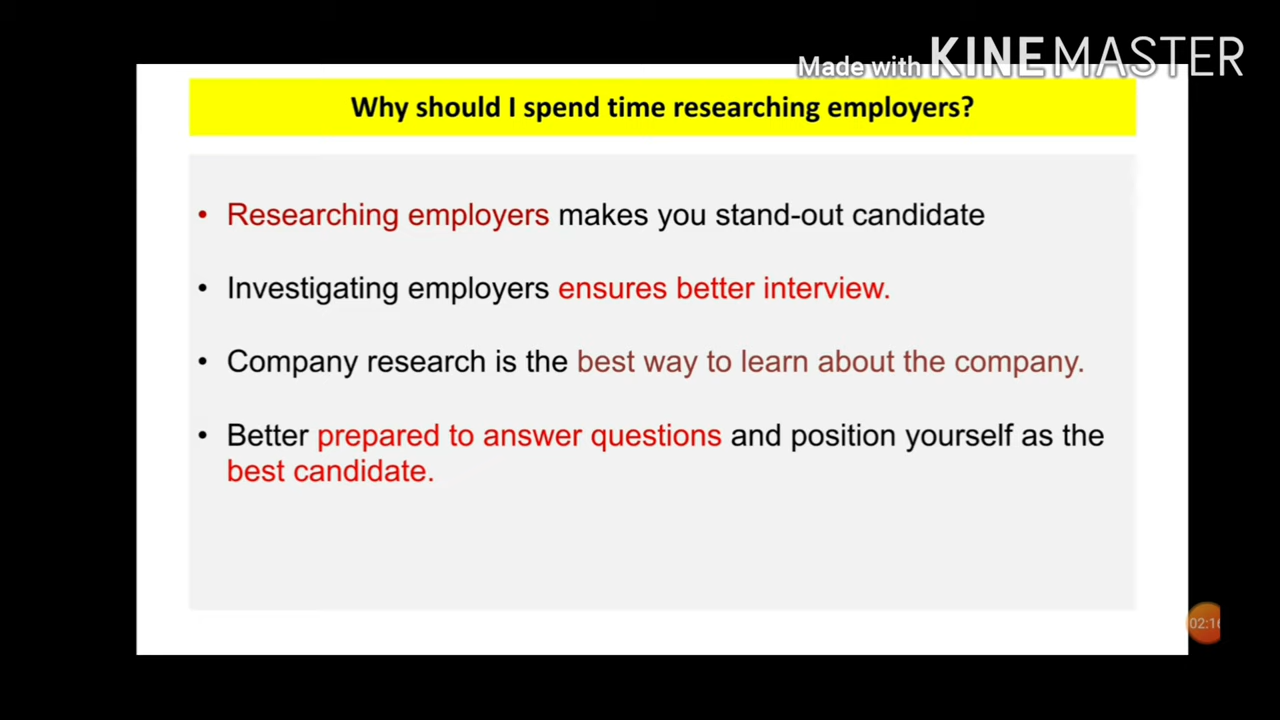 Made with KINEMASTER
Why should I spend time researching employers?
• Researching employers makes you stand-out candidate
• Investigating employers ensures better interview.
• Company research is the best way to learn about the company.
• Better prepared to answer questions and position yourself as the
best candidate.
02:16